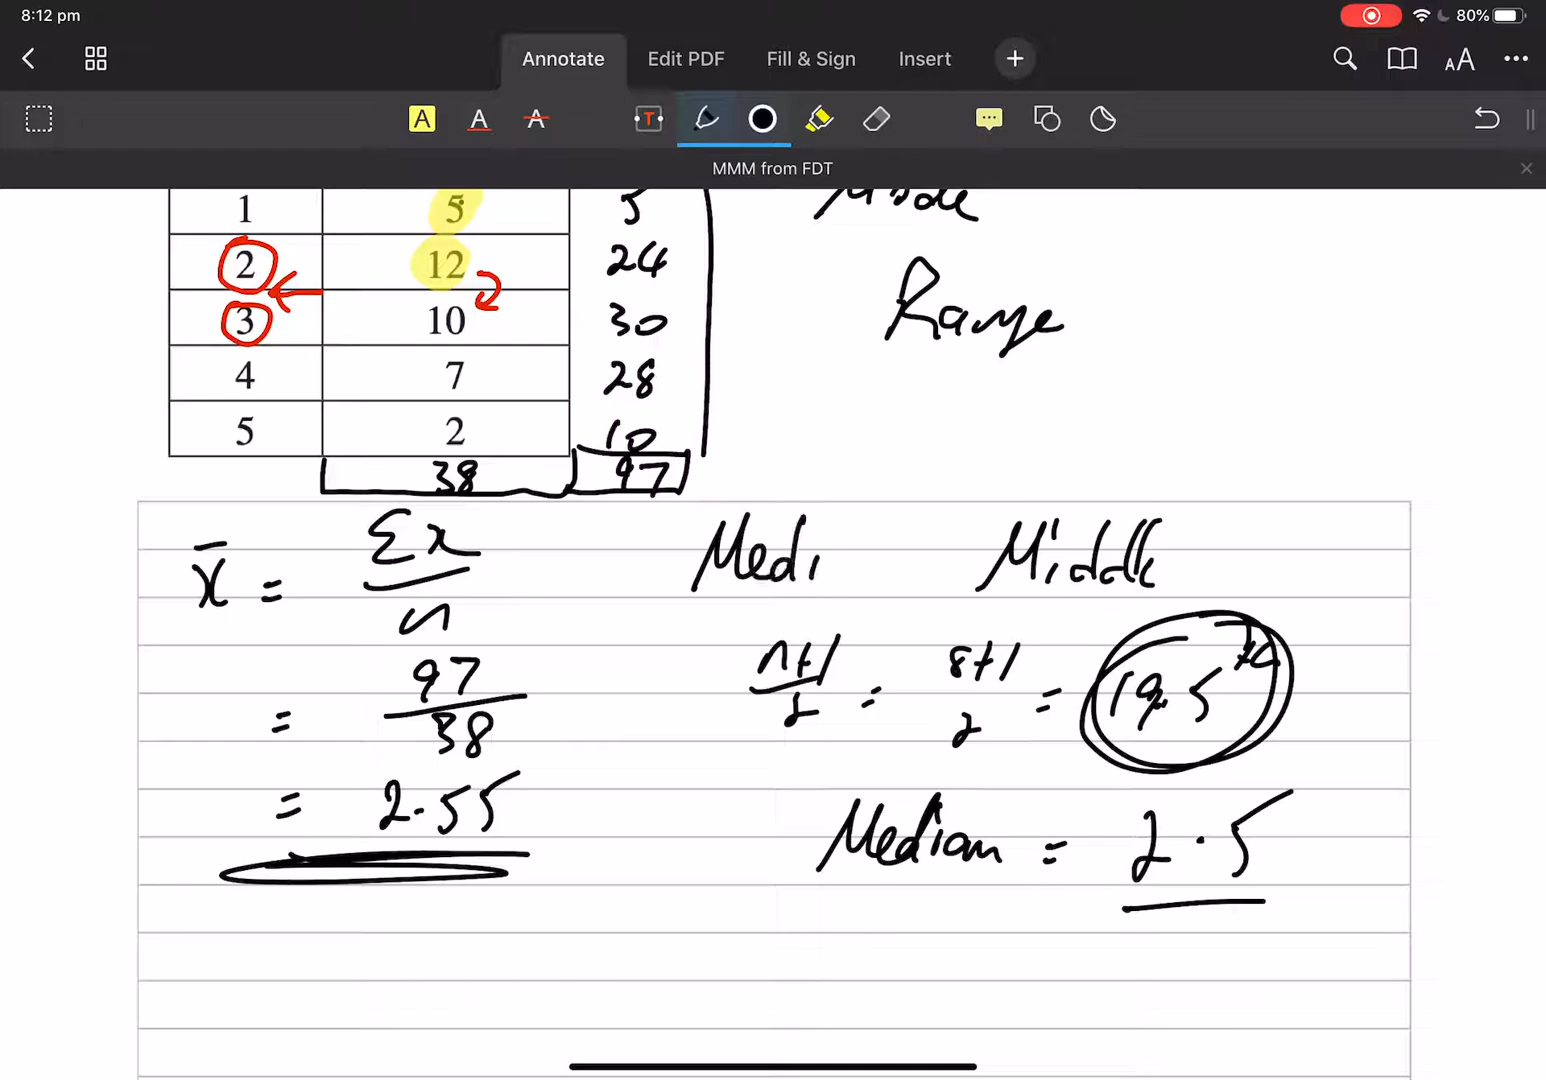 8:12 pm
80%
Annotate Edit PDF Fill & Sign Insert
A A A T AA
MMM from FDT
1 5 5 Mode
2 12 24
3 10 30 Range
4 7 28
5 2 10
38 97
x̄ = Σx / n
Medi Middle
= 97 / 38
n+1 / 2 = 8+1 / 2 = 19.5
= 2.55
Median = 2.5